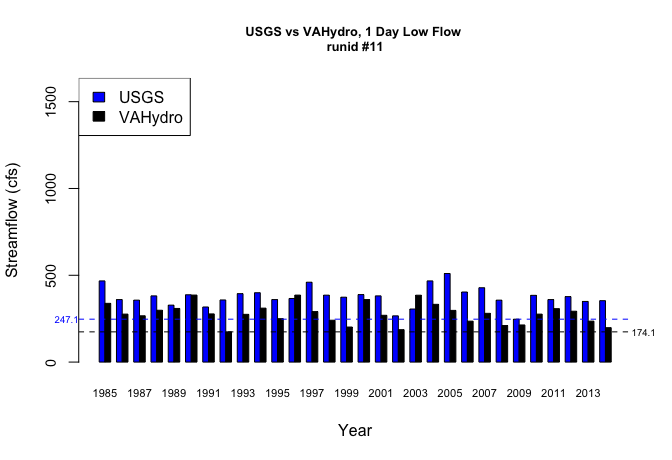 USGS vs VAHydro, 1 Day Low Flow
runid #11
USGS
VAHydro
Streamflow (cfs)
1500
1000
500
0
247.1
174.1
1985 1987 1989 1991 1993 1995 1997 1999 2001 2003 2005 2007 2009 2011 2013
Year